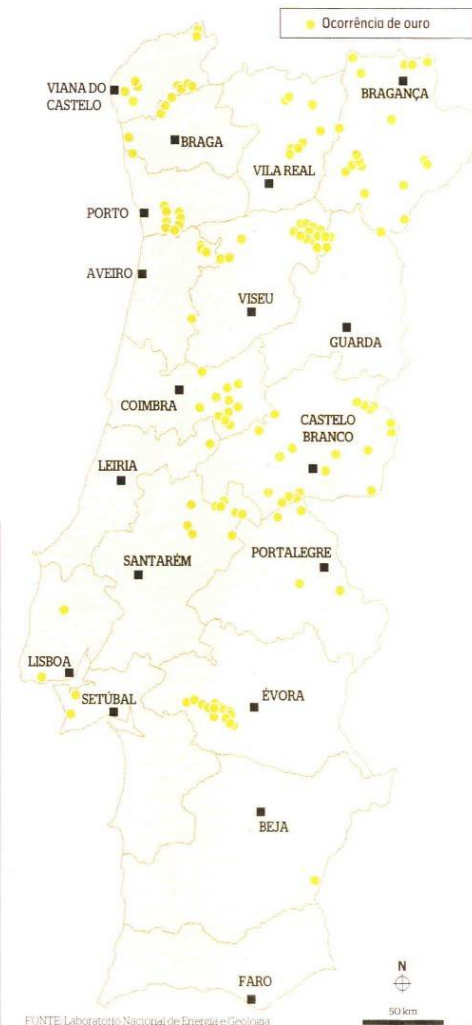 Ocorrência de ouro
VIANA DO
CASTELO
BRAGANÇA
BRAGA
VILA REAL
PORTO
AVEIRO
VISEU
GUARDA
COIMBRA
CASTELO
BRANCO
LEIRIA
SANTARÉM
PORTALEGRE
LISBOA
SETÚBAL
ÉVORA
BEJA
N
FARO
50 km
FONTE: Laboratório Nacional de Energia e Geologia